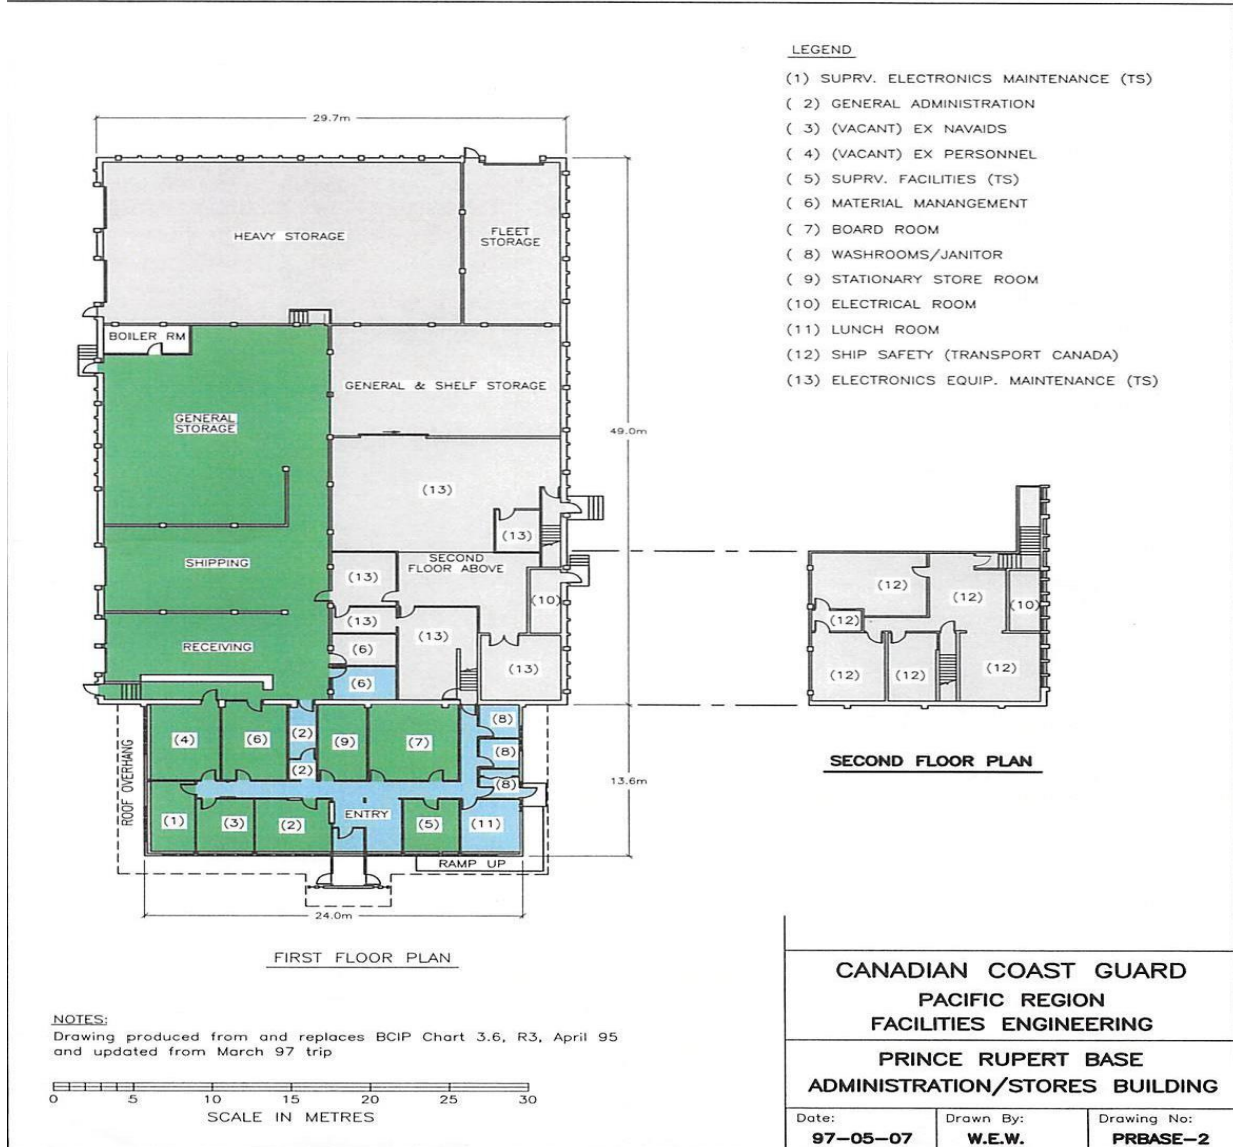 LEGEND
(1) SUPRV. ELECTRONICS MAINTENANCE (TS)
( 2) GENERAL ADMINISTRATION
( 3) (VACANT) EX NAVAIDS
( 4) (VACANT) EX PERSONNEL
( 5) SUPRV. FACILITIES (TS)
( 6) MATERIAL MANANGEMENT
( 7) BOARD ROOM
( 8) WASHROOMS/JANITOR
( 9) STATIONARY STORE ROOM
(10) ELECTRICAL ROOM
(11) LUNCH ROOM
(12) SHIP SAFETY (TRANSPORT CANADA)
(13) ELECTRONICS EQUIP. MAINTENANCE (TS)
29.7m
HEAVY STORAGE
FLEET
STORAGE
BOILER RM
GENERAL & SHELF STORAGE
GENERAL
STORAGE
49.0m
(13)
(13)
SHIPPING
SECOND
FLOOR ABOVE
(13)
(10)
(13)
(13)
RECEIVING
(6)
(13)
(6)
(4)
(6)
(2)
(9)
(7)
(8)
(8)
(2)
(8)
ROOF OVERHANG
13.6m
(1)
(3)
(2)
ENTRY
(5)
(11)
RAMP UP
24.0m
FIRST FLOOR PLAN
(12)
(12)
(10)
(12)
(12)
(12)
(12)
SECOND FLOOR PLAN
NOTES:
Drawing produced from and replaces BCIP Chart 3.6, R3, April 95
and updated from March 97 trip
0 5 10 15 20 25 30
SCALE IN METRES
CANADIAN COAST GUARD
PACIFIC REGION
FACILITIES ENGINEERING
PRINCE RUPERT BASE
ADMINISTRATION/STORES BUILDING
Date: Drawn By: Drawing No:
97-05-07 W.E.W. PRBASE-2